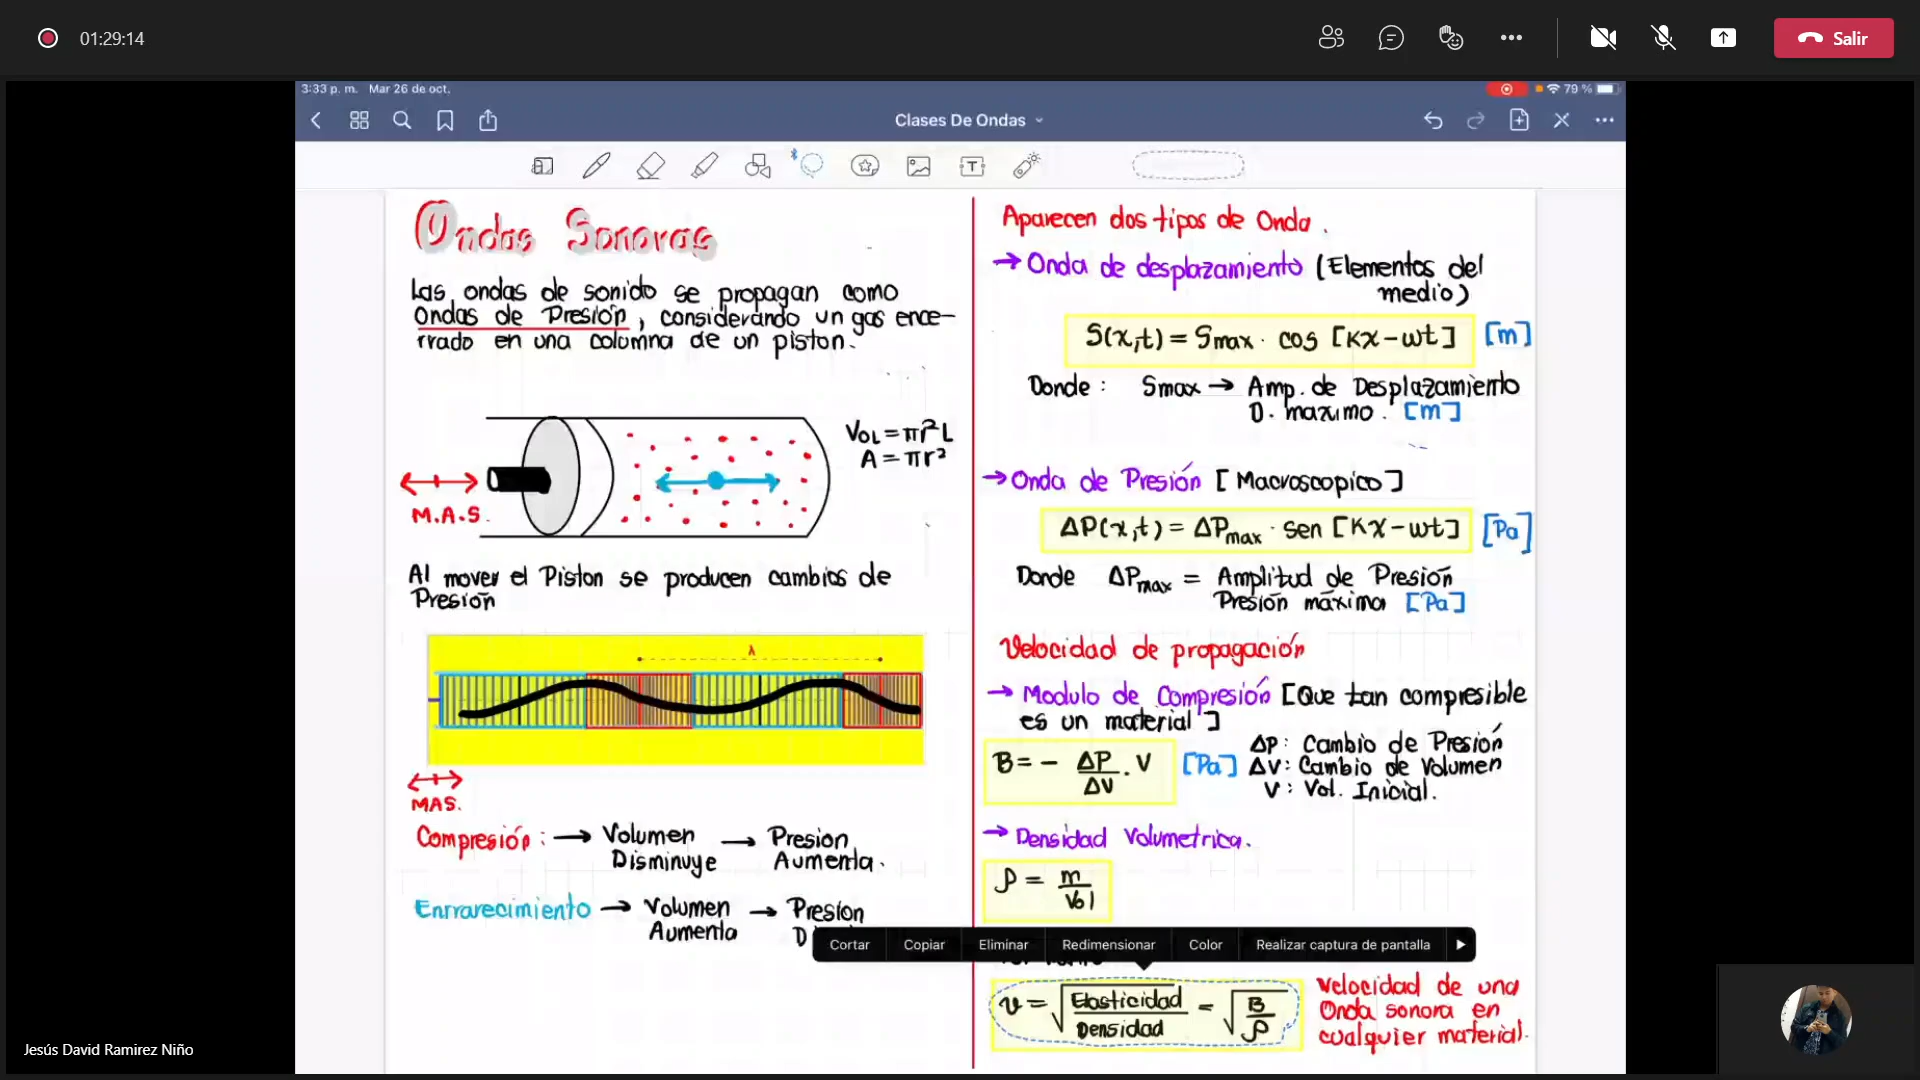 01:29:14
Salir
3:33 p. m. Mar 26 de oct.
79 %
Clases De Ondas
Ondas Sonoras
Las ondas de sonido se propagan como
Ondas de Presión, considerando un gas ence-
rrado en una columna de un piston.
VOL = πr²L
A = πr²
M.A.S.
Al mover el Piston se producen cambios de
Presión
λ
MAS.
Compresión: → Volumen Disminuye → Presion Aumenta.
Enrrarecimiento → Volumen Aumenta → Presion
Aparecen dos tipos de Onda.
→ Onda de desplazamiento (Elementos del
medio)
S(x,t) = Smax · cos [Kx-wt] [m]
Donde: Smax → Amp. de Desplazamiento
D. maximo. [m]
→ Onda de Presión [Macroscopico]
ΔP(x,t) = ΔPmax · sen [Kx-wt] [Pa]
Donde ΔPmax = Amplitud de Presión
Presión máxima [Pa]
Velocidad de propagación
→ Modulo de Compresión [Que tan compresible
es un material]
B = - ΔP/ΔV . V [Pa]
ΔP: Cambio de Presión
ΔV: Cambio de Volumen
V: Vol. Inicial.
→ Densidad Volumetrica.
ρ = m/Vol
Cortar Copiar Eliminar Redimensionar Color Realizar captura de pantalla
v = √Elasticidad/Densidad = √B/ρ
Velocidad de una
Onda sonora en
cualquier material.
Jesús David Ramirez Niño